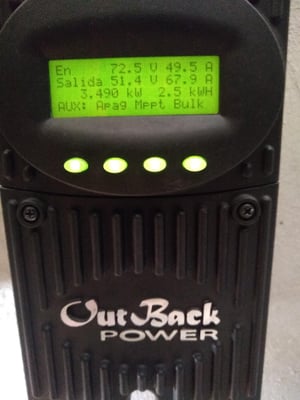 En 72.5 V 49.5 A
Salida 51.4 V 67.9 A
3.490 kW 2.5 kWH
AUX: Apag Mppt Bulk
OutBack
POWER